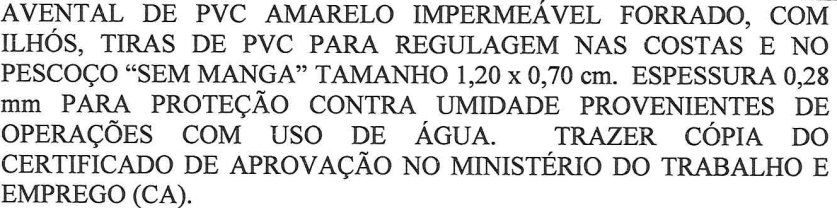 AVENTAL DE PVC AMARELO IMPERMEÁVEL FORRADO, COM
ILHÓS, TIRAS DE PVC PARA REGULAGEM NAS COSTAS E NO
PESCOÇO “SEM MANGA” TAMANHO 1,20 x 0,70 cm. ESPESSURA 0,28
mm PARA PROTEÇÃO CONTRA UMIDADE PROVENIENTES DE
OPERAÇÕES COM USO DE ÁGUA. TRAZER CÓPIA DO
CERTIFICADO DE APROVAÇÃO NO MINISTÉRIO DO TRABALHO E
EMPREGO (CA).